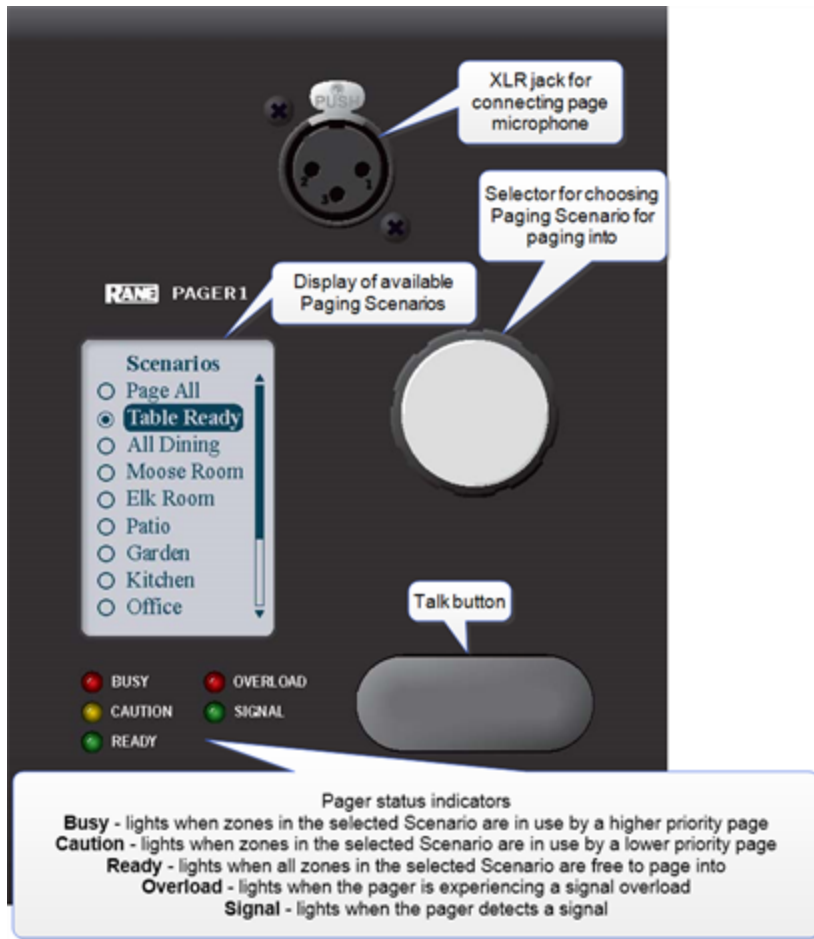 XLR jack for
connecting page
microphone
PUSH
2
1
3
Selector for choosing
Paging Scenario for
paging into
Display of available
Paging Scenarios
RANE PAGER1
Scenarios
Page All
Table Ready
All Dining
Moose Room
Elk Room
Patio
Garden
Kitchen
Office
Talk button
BUSY
OVERLOAD
CAUTION
SIGNAL
READY
Pager status indicators
Busy - lights when zones in the selected Scenario are in use by a higher priority page
Caution - lights when zones in the selected Scenario are in use by a lower priority page
Ready - lights when all zones in the selected Scenario are free to page into
Overload - lights when the pager is experiencing a signal overload
Signal - lights when the pager detects a signal